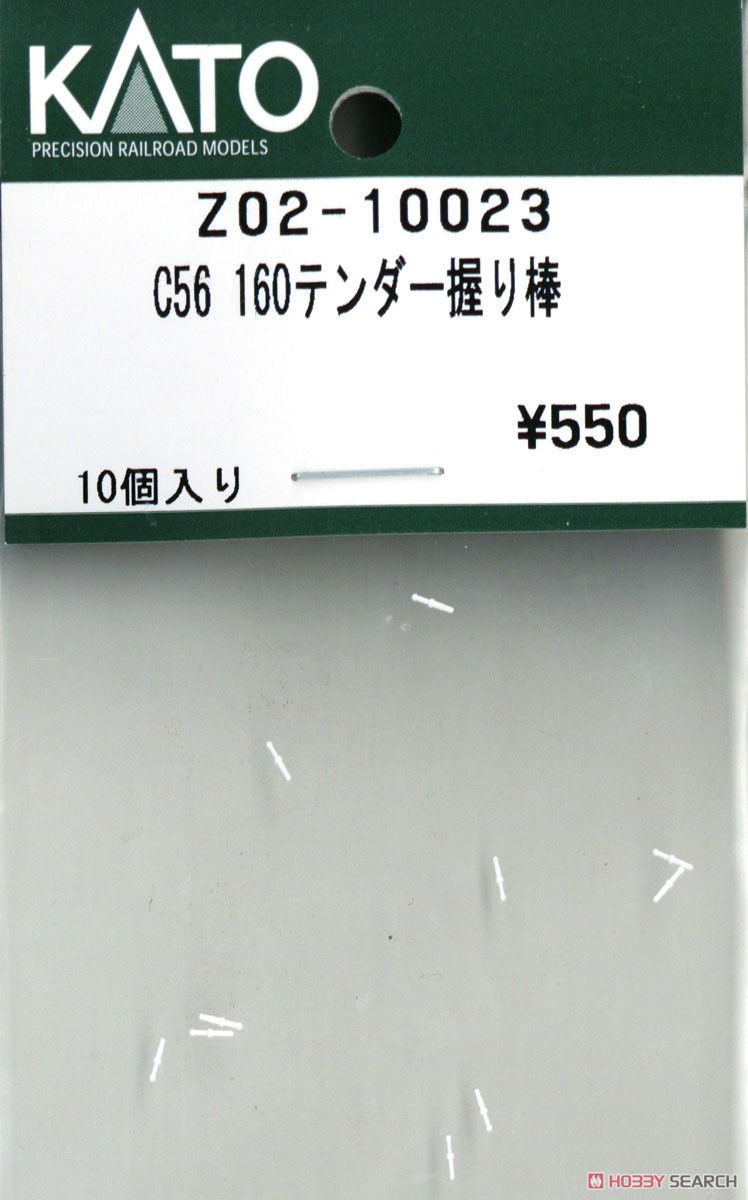 KATO
PRECISION RAILROAD MODELS
Z02-10023
C56 160テンダー握り棒
¥550
10個入り
HOBBY SEARCH